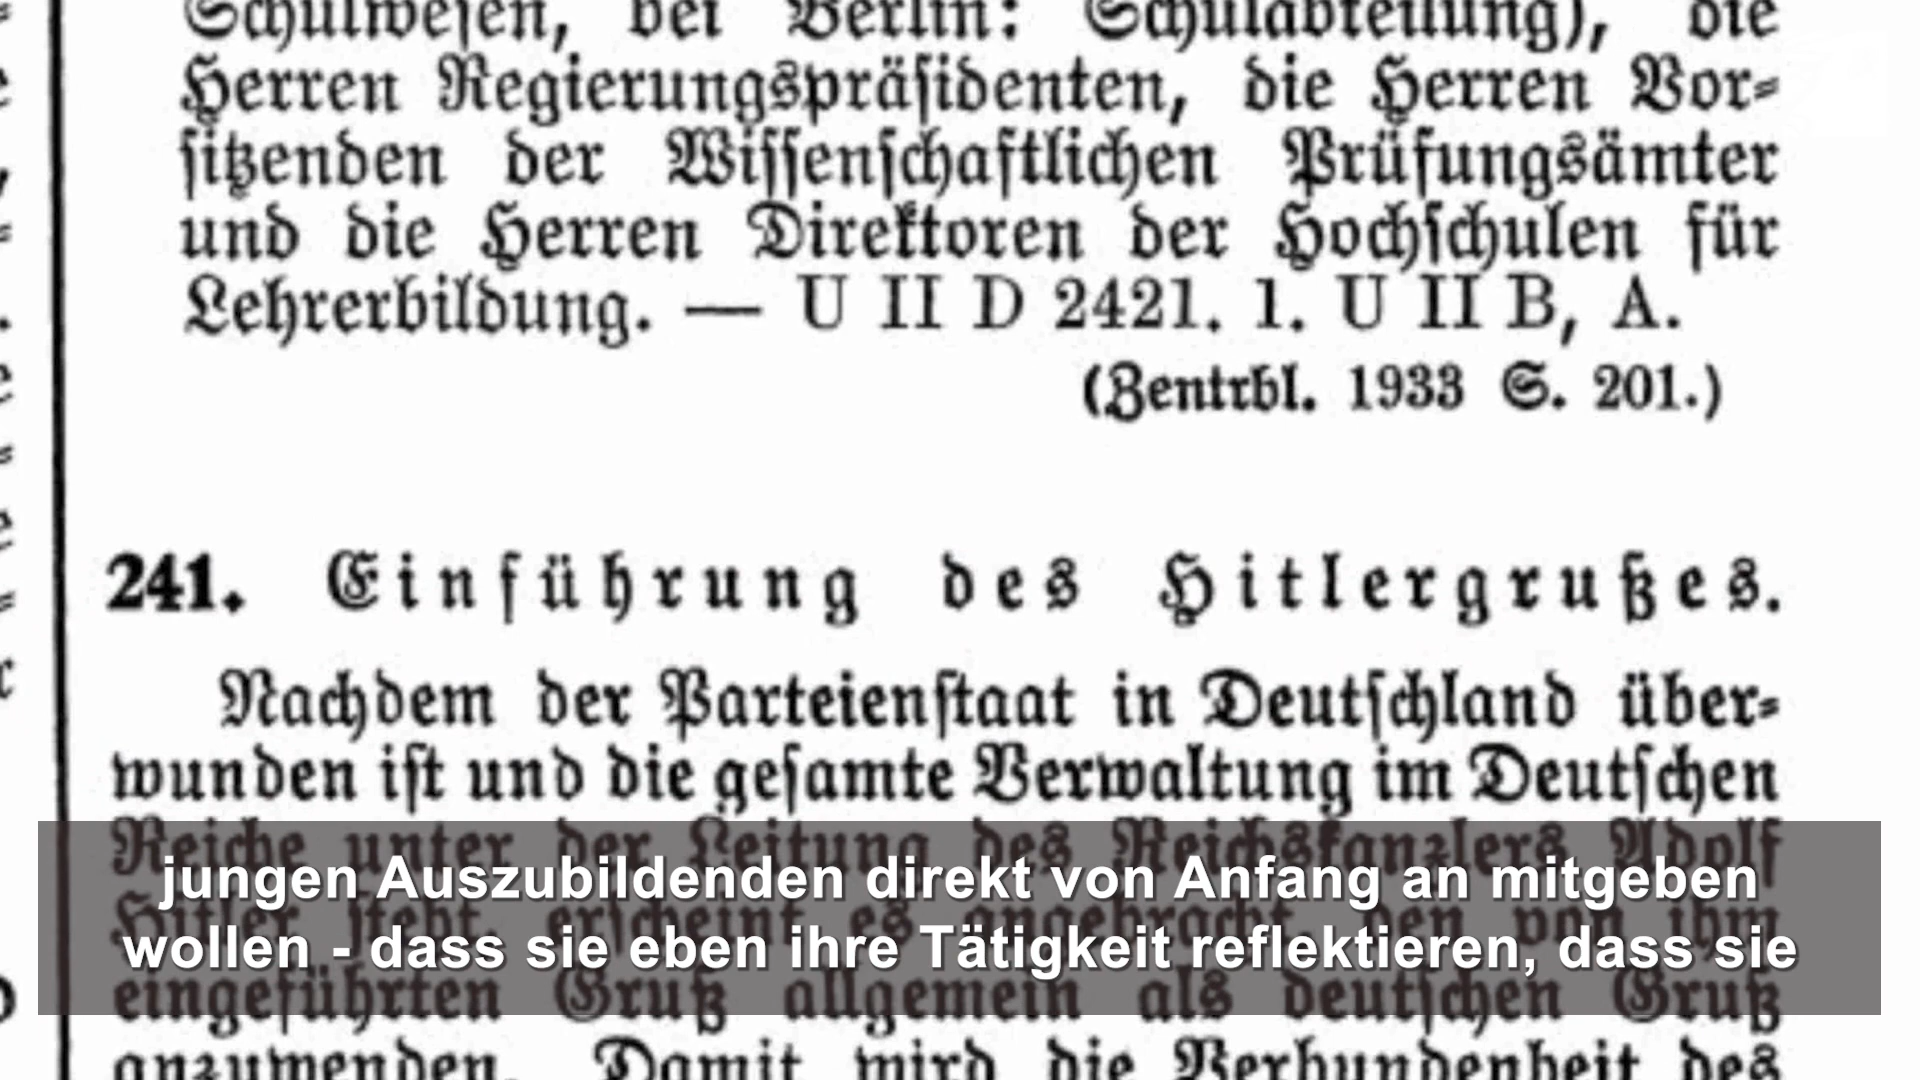 Schulwesen, bei Berlin: Schulabteilung), die
Herren Regierungspräsidenten, die Herren Vor⸗
sitzenden der Wissenschaftlichen Prüfungsämter
und die Herren Direktoren der Hochschulen für
Lehrerbildung. — U II D 2421. 1. U II B, A.
(Zentrbl. 1933 S. 201.)
241. Einführung des Hitlergrußes.
Nachdem der Parteienstaat in Deutschland über⸗
wunden ist und die gesamte Verwaltung im Deutschen
Reiche unter der Leitung des Reichskanzlers Adolf
Hitler steht, erscheint es angebracht, den von ihm
eingeführten Gruß allgemein als deutschen Gruß
anzuwenden. Damit wird die Verbundenheit des
jungen Auszubildenden direkt von Anfang an mitgeben
wollen - dass sie eben ihre Tätigkeit reflektieren, dass sie